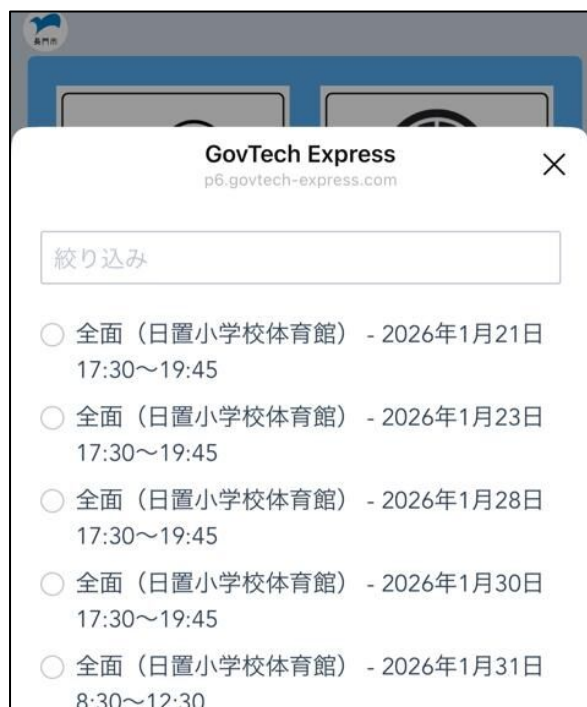 長門市
GovTech Express
p6.govtech-express.com
絞り込み
全面（日置小学校体育館） - 2026年1月21日
17:30～19:45
全面（日置小学校体育館） - 2026年1月23日
17:30～19:45
全面（日置小学校体育館） - 2026年1月28日
17:30～19:45
全面（日置小学校体育館） - 2026年1月30日
17:30～19:45
全面（日置小学校体育館） - 2026年1月31日
8:30～12:30